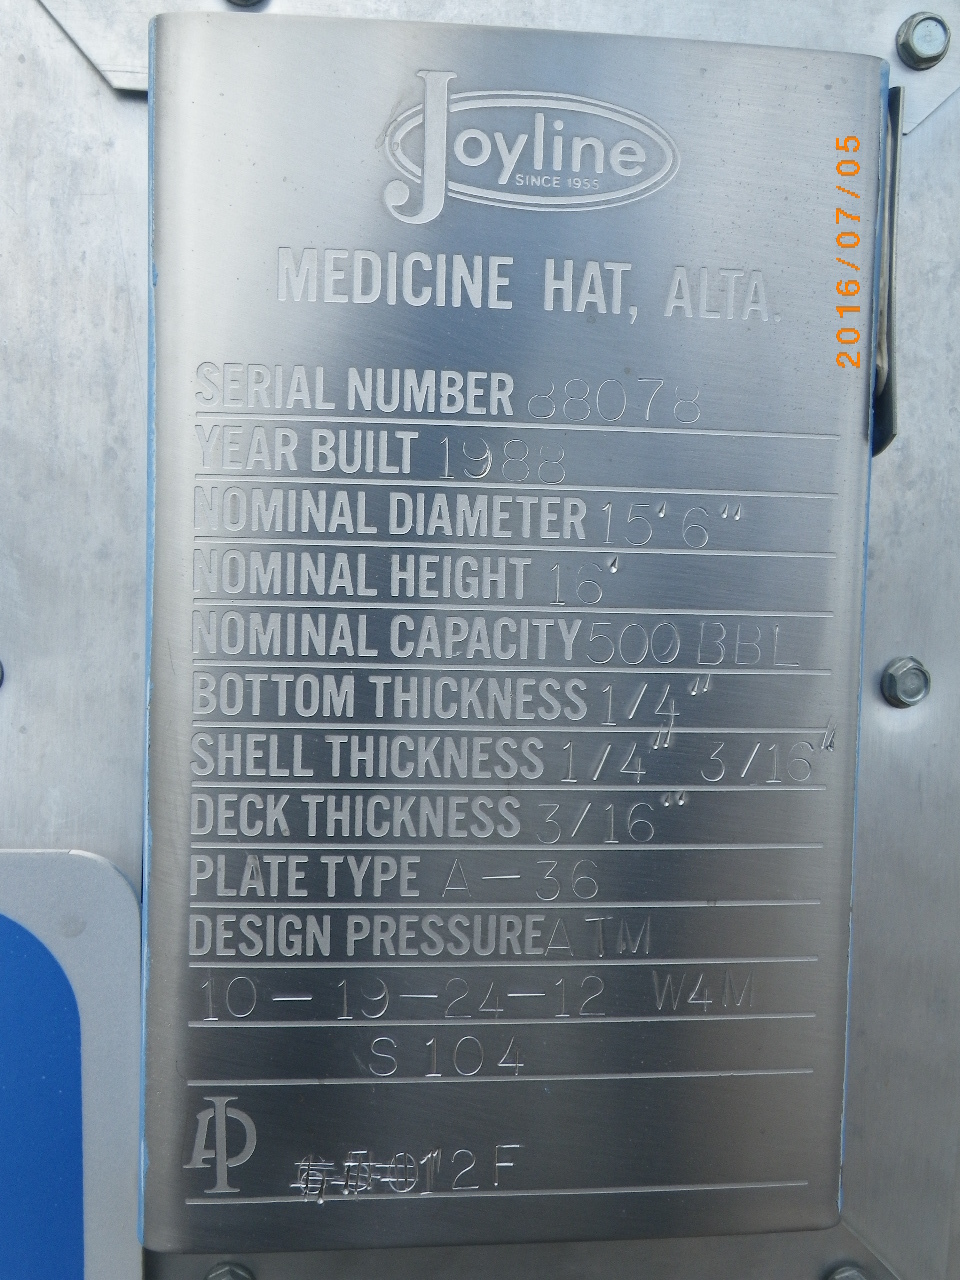 Joyline
SINCE 1955
MEDICINE HAT, ALTA.
SERIAL NUMBER 88078
YEAR BUILT 1988
NOMINAL DIAMETER 15' 6"
NOMINAL HEIGHT 16'
NOMINAL CAPACITY 500 BBL
BOTTOM THICKNESS 1/4"
SHELL THICKNESS 1/4" 3/16"
DECK THICKNESS 3/16"
PLATE TYPE A-36
DESIGN PRESSURE ATM
10-19-24-12 W4M
S 104
API
12F
2016/07/05